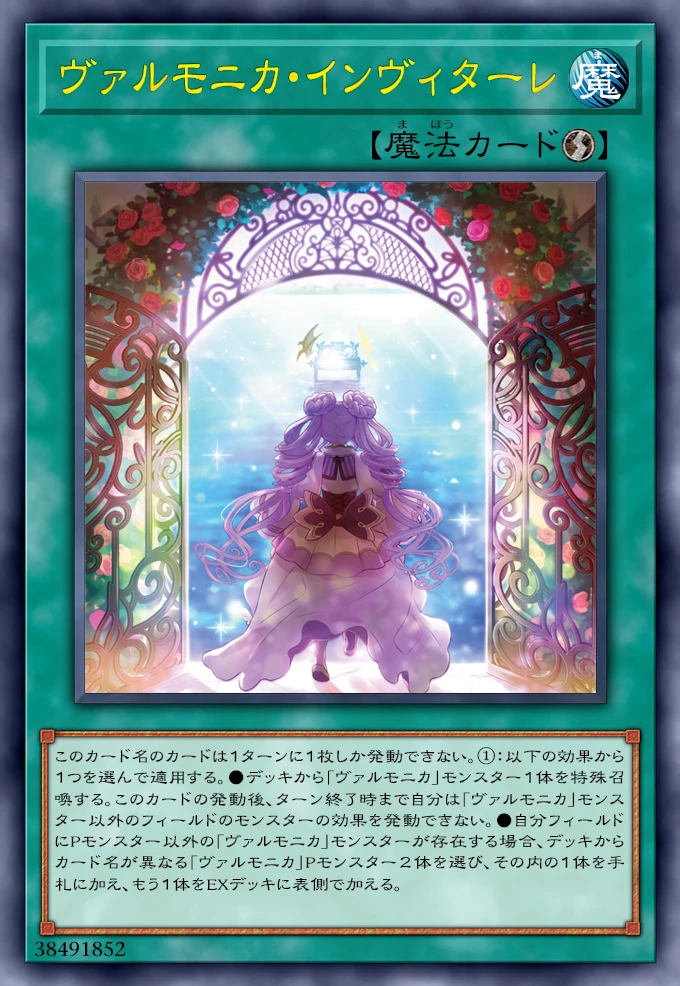 ヴァルモニカ・インヴィターレ
魔
ま
【魔法カード】
ま ほう
このカード名のカードは1ターンに1枚しか発動できない。①:以下の効果から
1つを選んで適用する。●デッキから「ヴァルモニカ」モンスター1体を特殊召
喚する。このカードの発動後、ターン終了時まで自分は「ヴァルモニカ」モンス
ター以外のフィールドのモンスターの効果を発動できない。●自分フィールド
にPモンスター以外の「ヴァルモニカ」モンスターが存在する場合、デッキから
カード名が異なる「ヴァルモニカ」Pモンスター2体を選び、その内の1体を手
札に加え、もう1体をEXデッキに表側で加える。
38491852